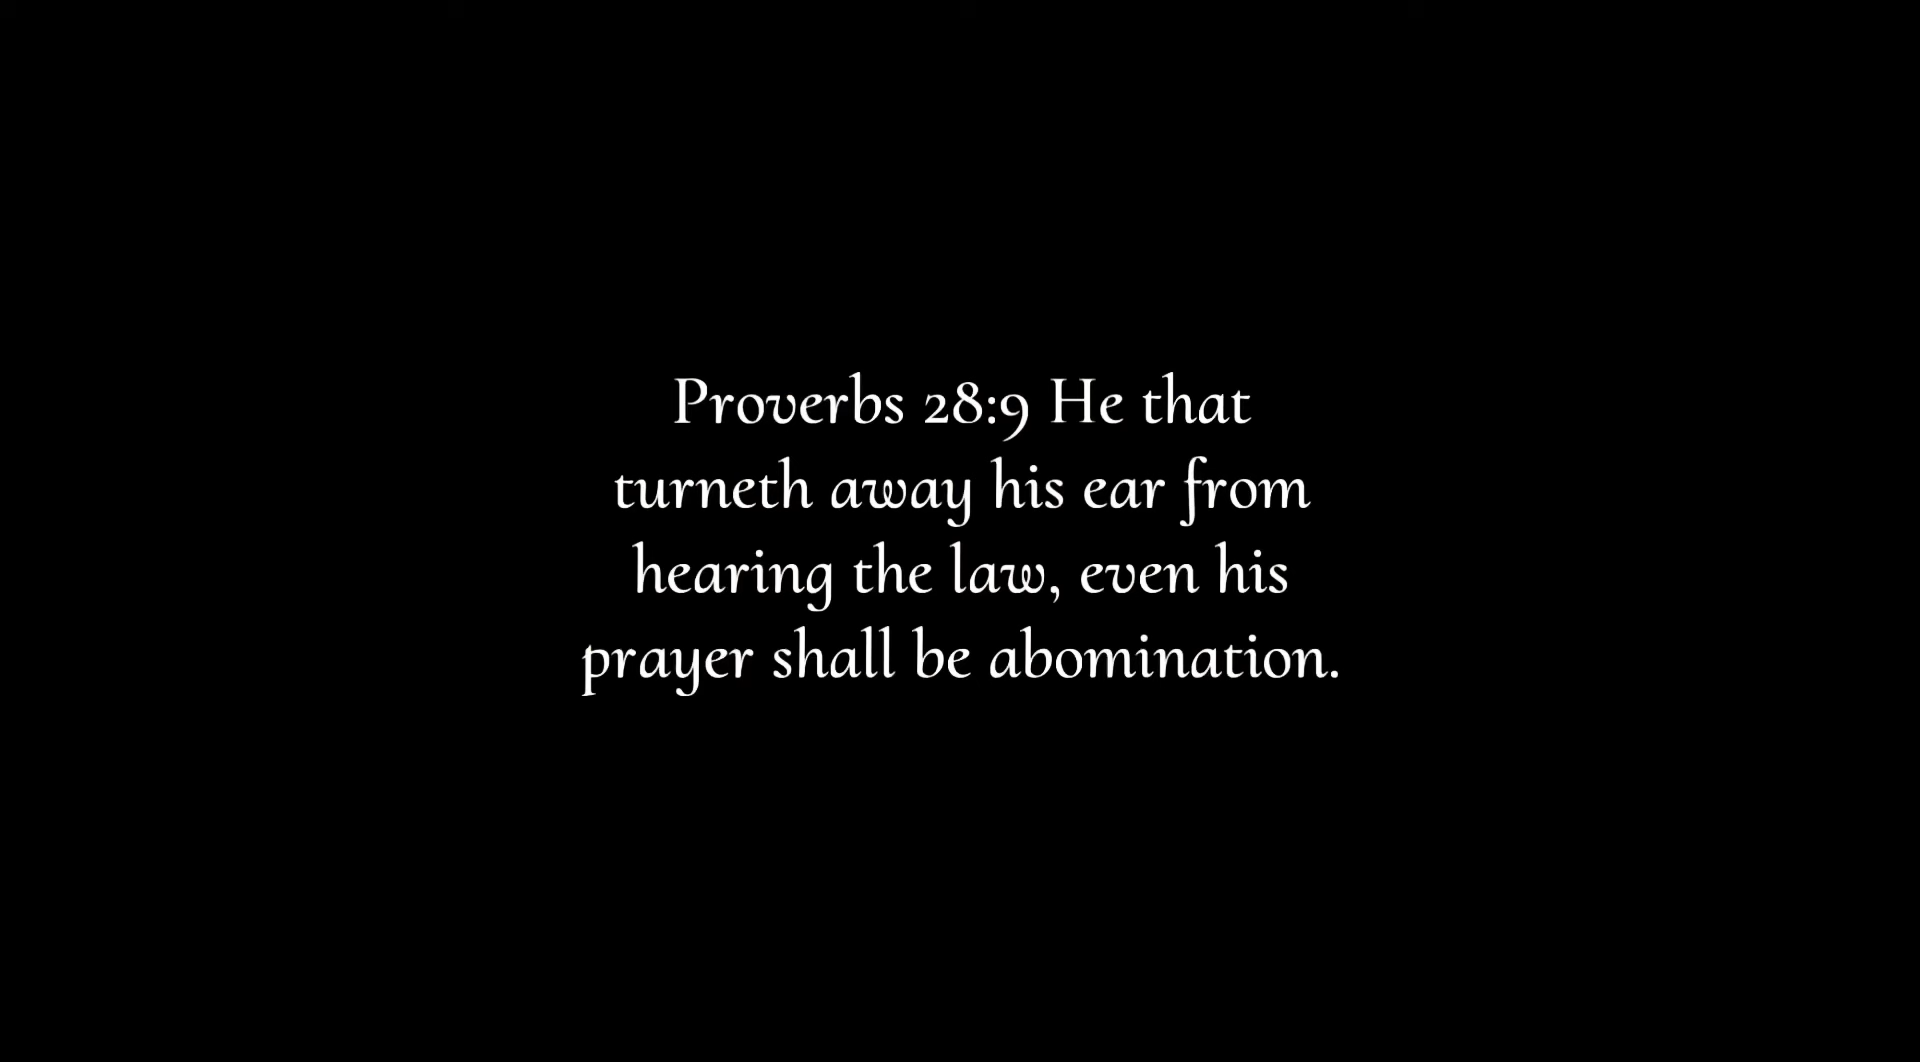 Proverbs 28:9 He that
turneth away his ear from
hearing the law, even his
prayer shall be abomination.